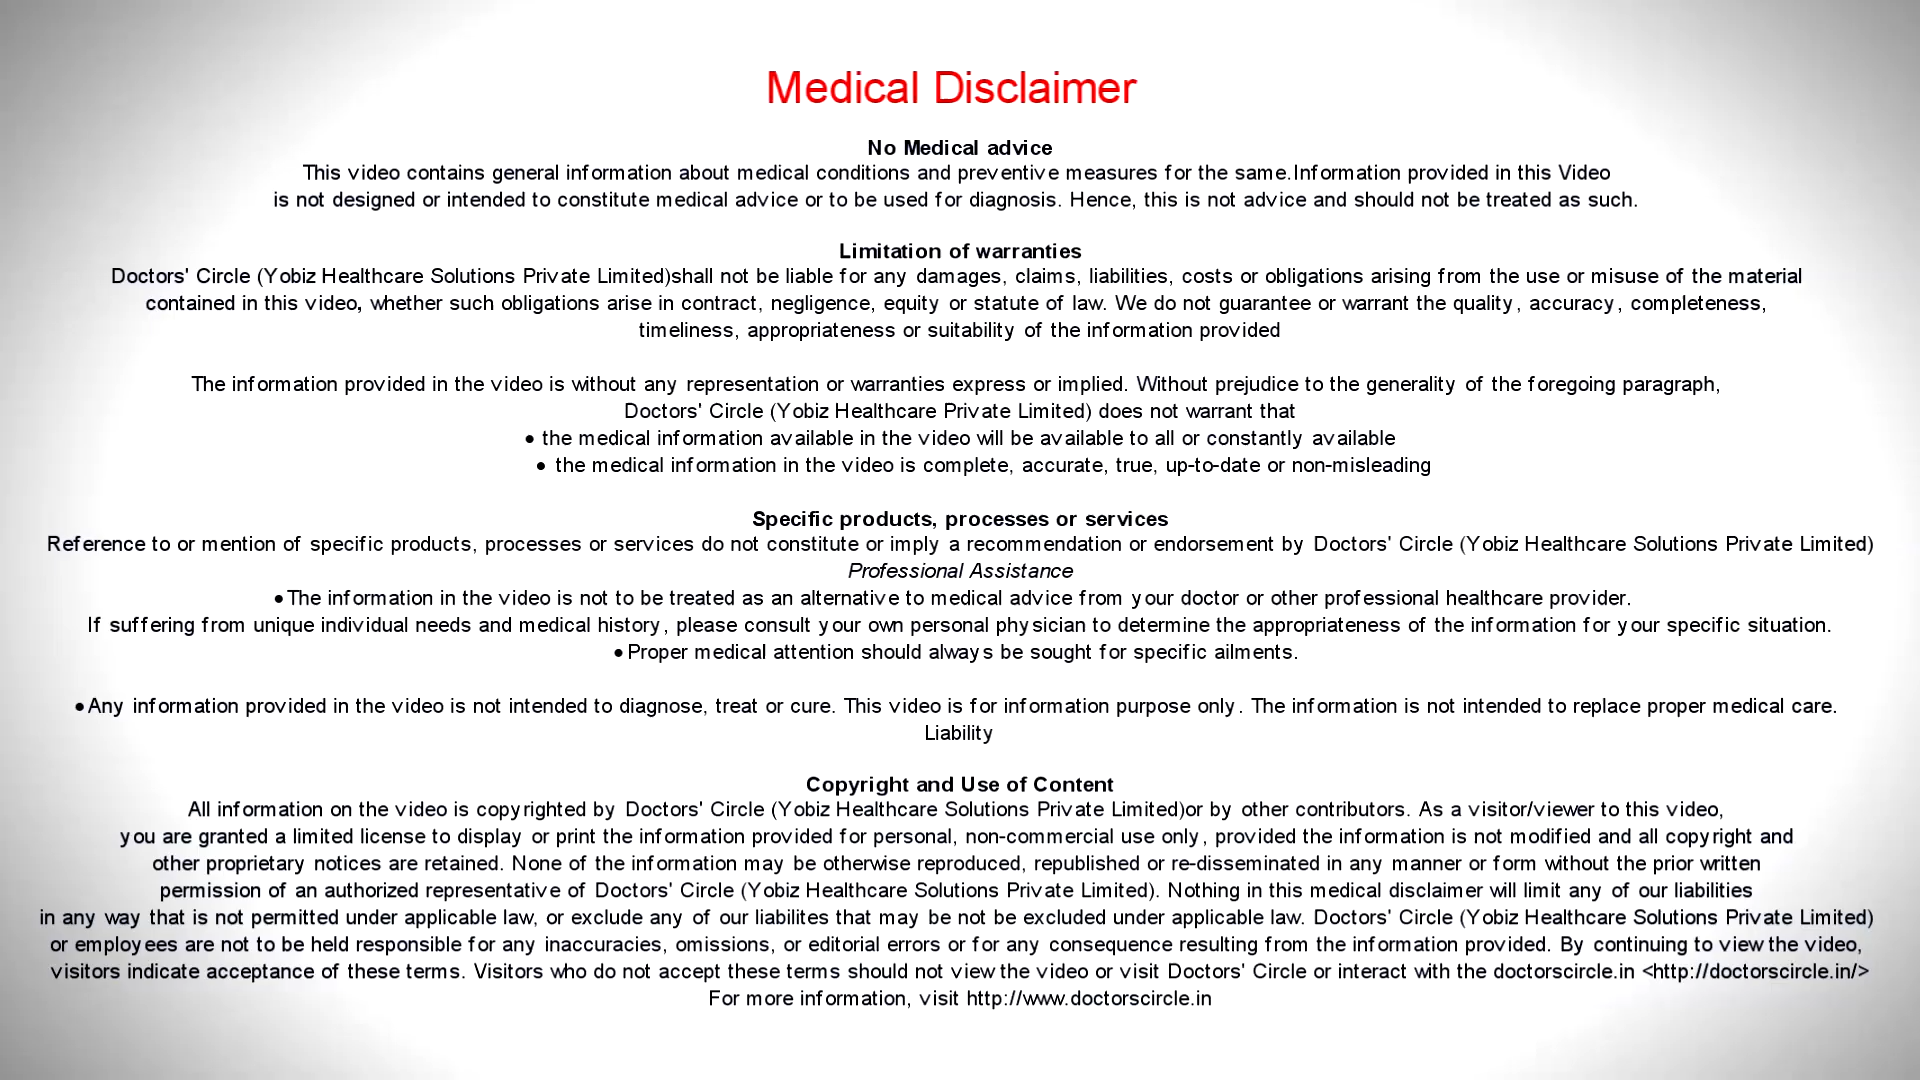 Medical Disclaimer
No Medical advice
This video contains general information about medical conditions and preventive measures for the same.Information provided in this Video
is not designed or intended to constitute medical advice or to be used for diagnosis. Hence, this is not advice and should not be treated as such.
Limitation of warranties
Doctors' Circle (Yobiz Healthcare Solutions Private Limited)shall not be liable for any damages, claims, liabilities, costs or obligations arising from the use or misuse of the material
contained in this video, whether such obligations arise in contract, negligence, equity or statute of law. We do not guarantee or warrant the quality, accuracy, completeness,
timeliness, appropriateness or suitability of the information provided
The information provided in the video is without any representation or warranties express or implied. Without prejudice to the generality of the foregoing paragraph,
Doctors' Circle (Yobiz Healthcare Private Limited) does not warrant that
• the medical information available in the video will be available to all or constantly available
• the medical information in the video is complete, accurate, true, up-to-date or non-misleading
Specific products, processes or services
Reference to or mention of specific products, processes or services do not constitute or imply a recommendation or endorsement by Doctors' Circle (Yobiz Healthcare Solutions Private Limited)
Professional Assistance
•The information in the video is not to be treated as an alternative to medical advice from your doctor or other professional healthcare provider.
If suffering from unique individual needs and medical history, please consult your own personal physician to determine the appropriateness of the information for your specific situation.
•Proper medical attention should always be sought for specific ailments.
•Any information provided in the video is not intended to diagnose, treat or cure. This video is for information purpose only. The information is not intended to replace proper medical care.
Liability
Copyright and Use of Content
All information on the video is copyrighted by Doctors' Circle (Yobiz Healthcare Solutions Private Limited)or by other contributors. As a visitor/viewer to this video,
you are granted a limited license to display or print the information provided for personal, non-commercial use only, provided the information is not modified and all copyright and
other proprietary notices are retained. None of the information may be otherwise reproduced, republished or re-disseminated in any manner or form without the prior written
permission of an authorized representative of Doctors' Circle (Yobiz Healthcare Solutions Private Limited). Nothing in this medical disclaimer will limit any of our liabilities
in any way that is not permitted under applicable law, or exclude any of our liabilites that may be not be excluded under applicable law. Doctors' Circle (Yobiz Healthcare Solutions Private Limited)
or employees are not to be held responsible for any inaccuracies, omissions, or editorial errors or for any consequence resulting from the information provided. By continuing to view the video,
visitors indicate acceptance of these terms. Visitors who do not accept these terms should not view the video or visit Doctors' Circle or interact with the doctorscircle.in <http://doctorscircle.in/>
For more information, visit http://www.doctorscircle.in